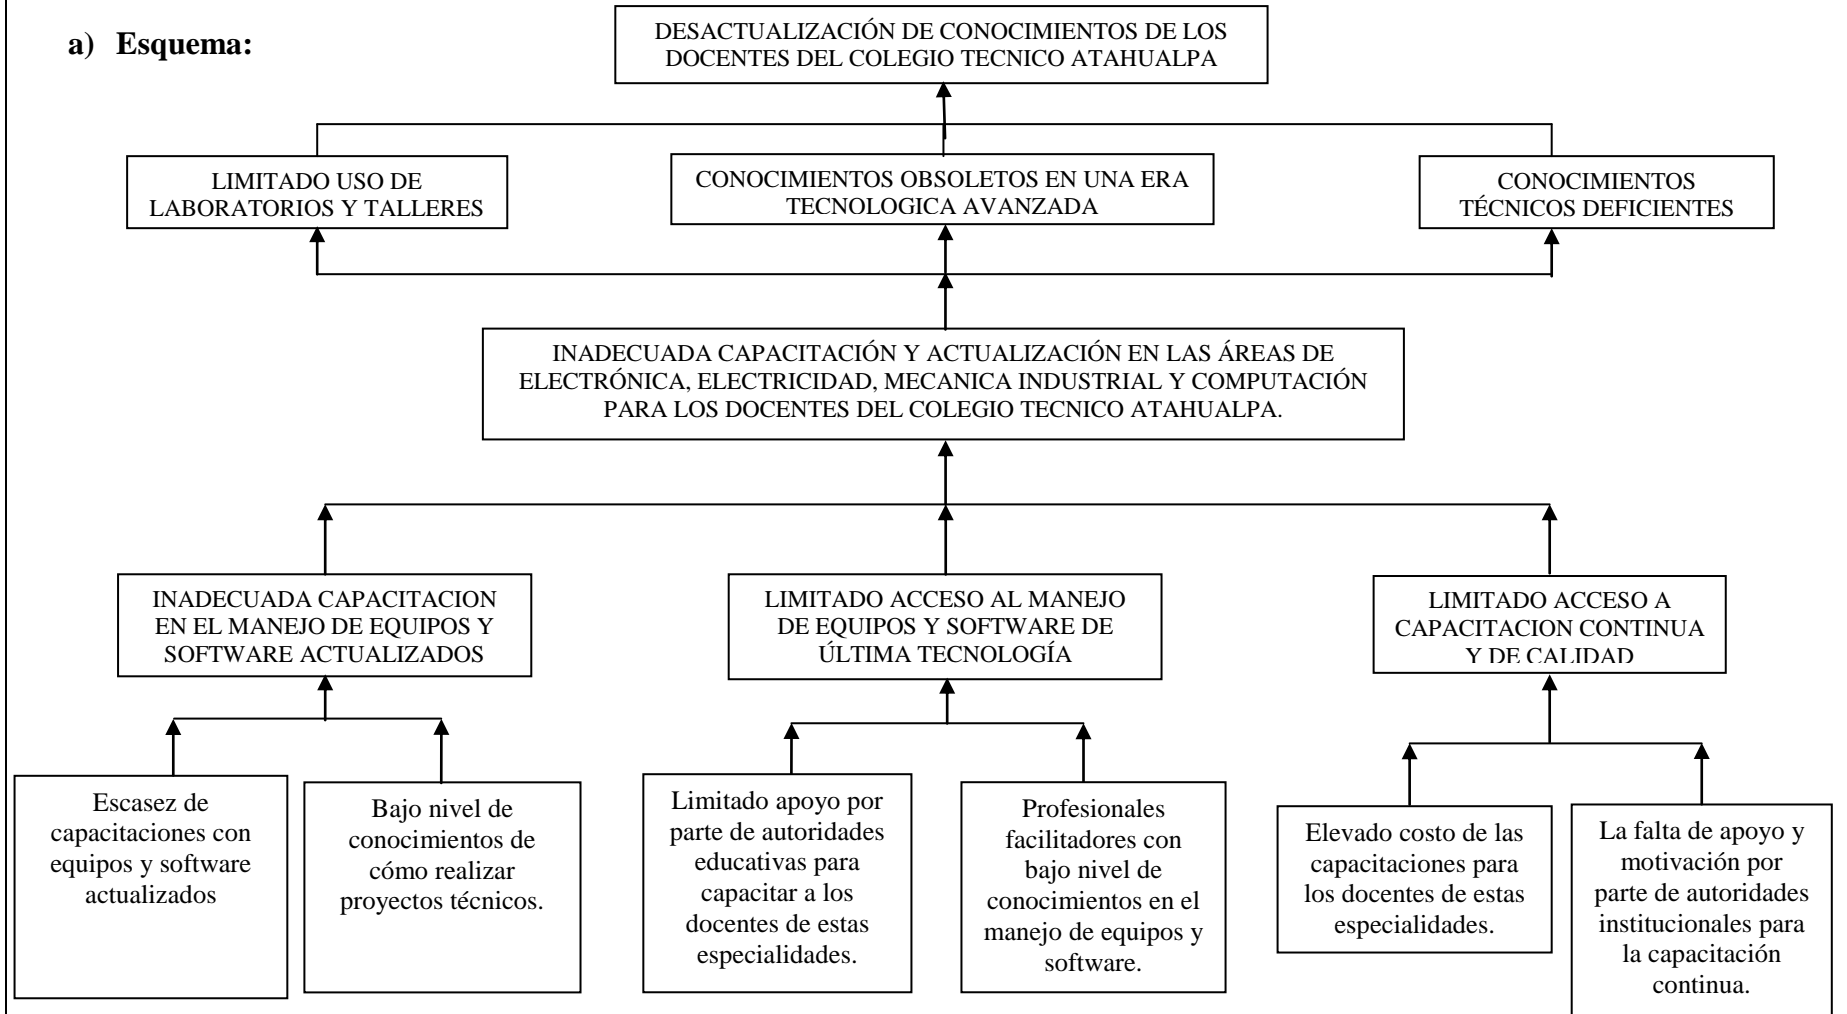 a) Esquema:
DESACTUALIZACIÓN DE CONOCIMIENTOS DE LOS
DOCENTES DEL COLEGIO TECNICO ATAHUALPA
LIMITADO USO DE
LABORATORIOS Y TALLERES
CONOCIMIENTOS OBSOLETOS EN UNA ERA
TECNOLOGICA AVANZADA
CONOCIMIENTOS
TÉCNICOS DEFICIENTES
INADECUADA CAPACITACIÓN Y ACTUALIZACIÓN EN LAS ÁREAS DE
ELECTRÓNICA, ELECTRICIDAD, MECANICA INDUSTRIAL Y COMPUTACIÓN
PARA LOS DOCENTES DEL COLEGIO TECNICO ATAHUALPA.
INADECUADA CAPACITACION
EN EL MANEJO DE EQUIPOS Y
SOFTWARE ACTUALIZADOS
LIMITADO ACCESO AL MANEJO
DE EQUIPOS Y SOFTWARE DE
ÚLTIMA TECNOLOGÍA
LIMITADO ACCESO A
CAPACITACION CONTINUA
Y DE CALIDAD
Escasez de
capacitaciones con
equipos y software
actualizados
Bajo nivel de
conocimientos de
cómo realizar
proyectos técnicos.
Limitado apoyo por
parte de autoridades
educativas para
capacitar a los
docentes de estas
especialidades.
Profesionales
facilitadores con
bajo nivel de
conocimientos en el
manejo de equipos y
software.
Elevado costo de las
capacitaciones para
los docentes de estas
especialidades.
La falta de apoyo y
motivación por
parte de autoridades
institucionales para
la capacitación
continua.